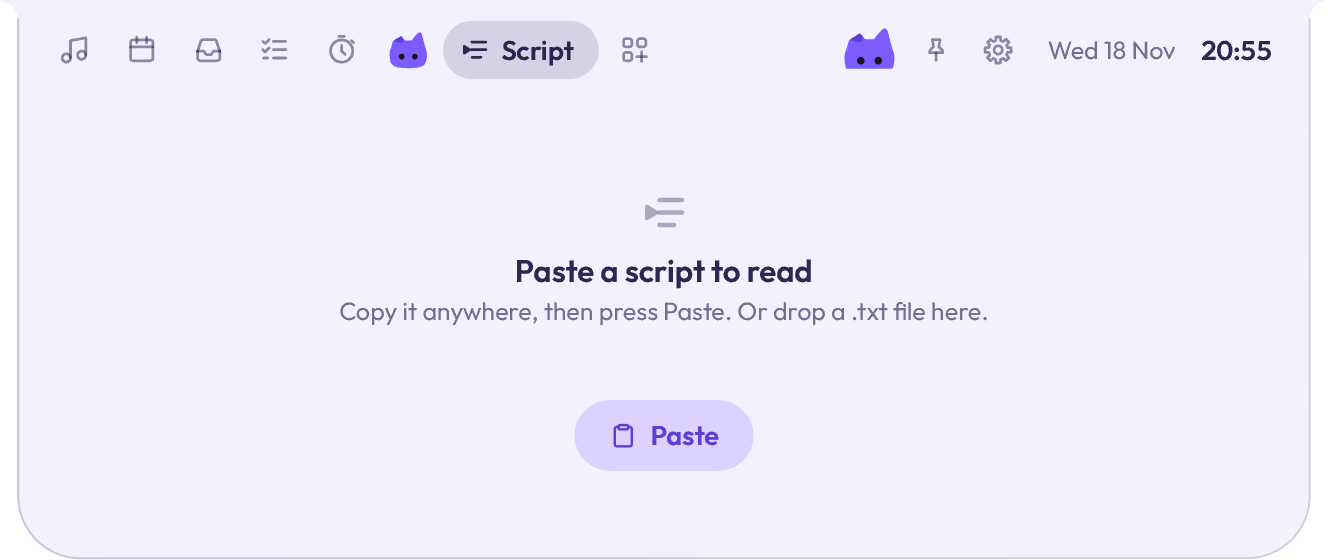 Script
Wed 18 Nov 20:55
Paste a script to read
Copy it anywhere, then press Paste. Or drop a .txt file here.
Paste